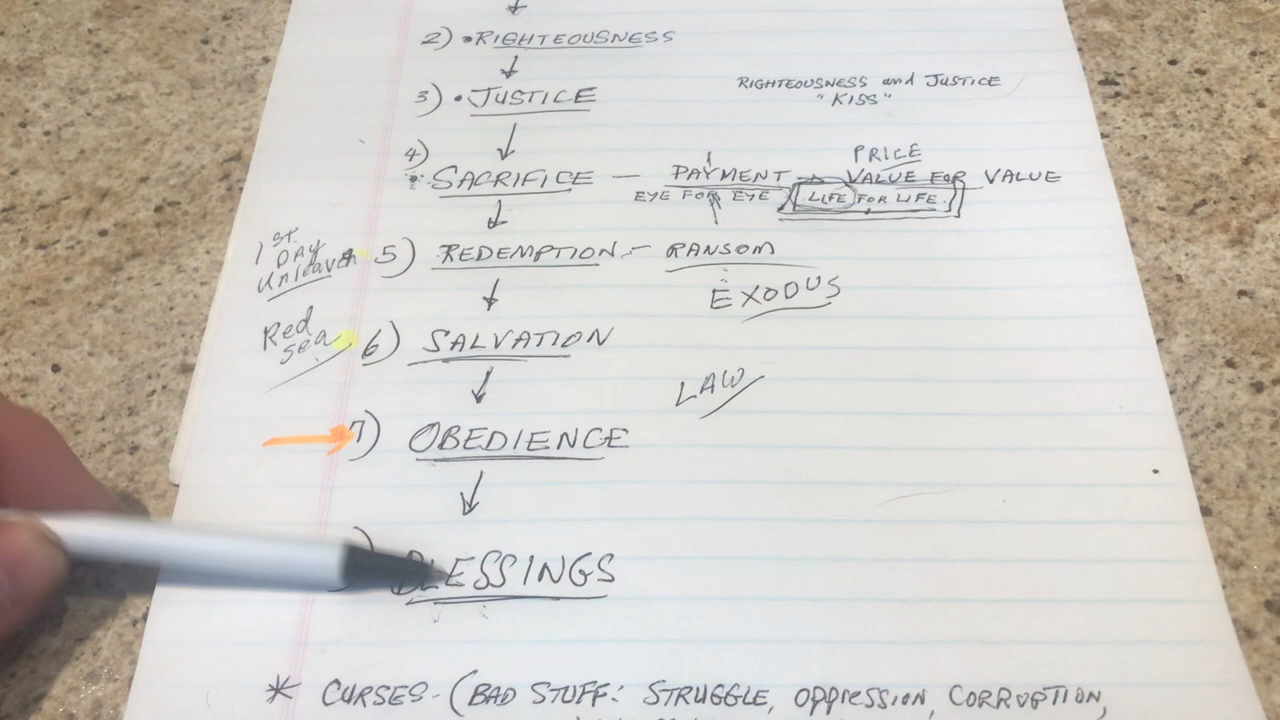 2) • RIGHTEOUSNESS
3) • JUSTICE
RIGHTEOUSNESS and JUSTICE
"KISS"
4)
SACRIFICE — PAYMENT
PRICE
VALUE FOR VALUE
EYE FOR EYE
LIFE FOR LIFE.
1ST DAY
5) REDEMPTION - RANSOM
EXODUS
Red sea
6) SALVATION
LAW
7) OBEDIENCE
BLESSINGS
* CURSES - (BAD STUFF: STRUGGLE, OPPRESSION, CORRUPTION,